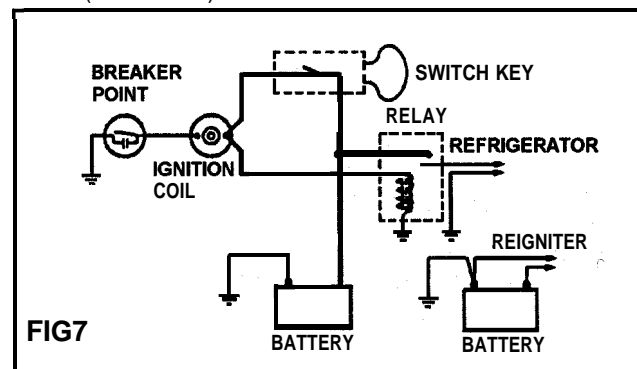 SWITCH KEY
BREAKER
POINT
RELAY
REFRIGERATOR
IGNITION
COIL
REIGNITER
FIG7
BATTERY
BATTERY